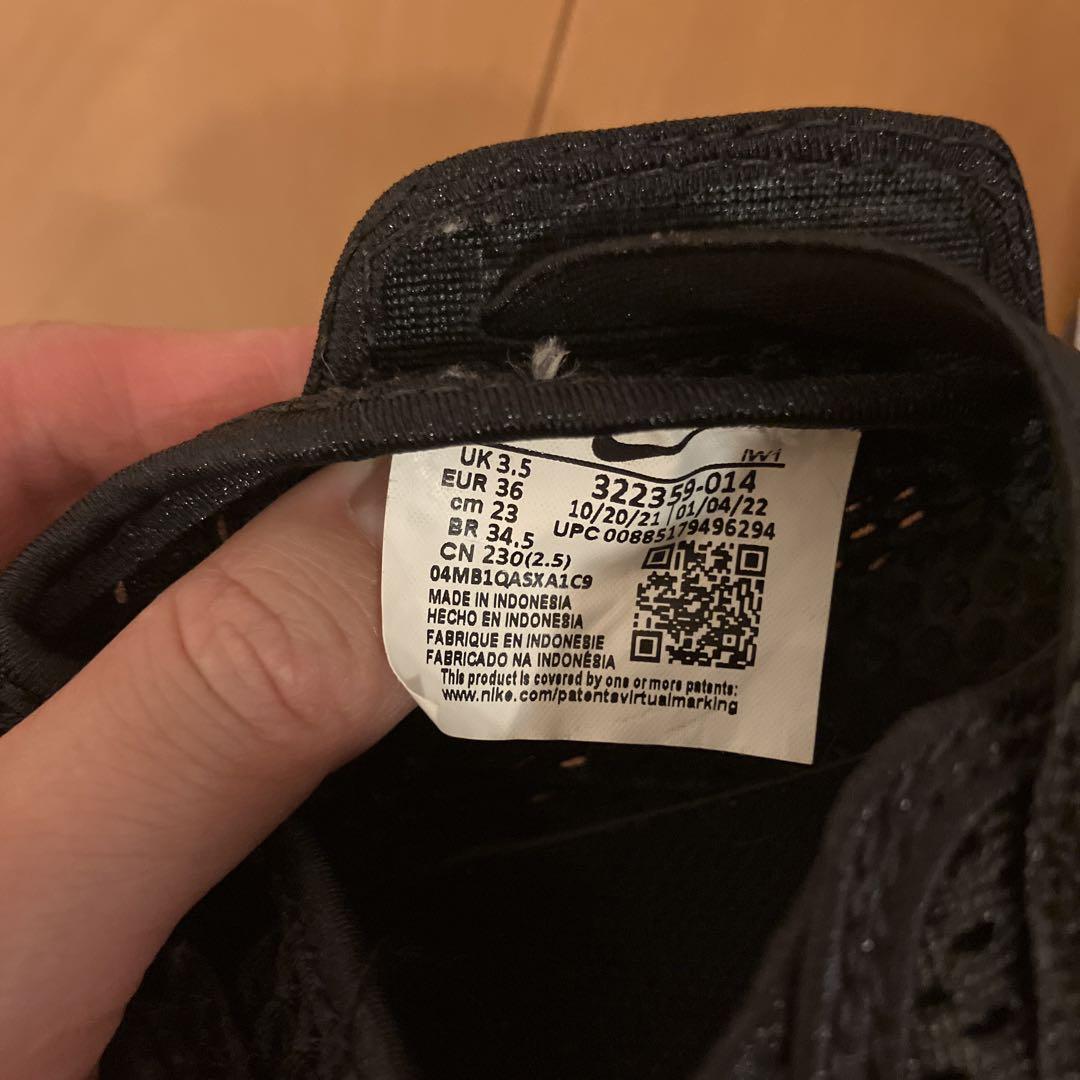 IW1
UK 3.5
EUR 36
cm 23
BR 34.5
CN 230(2.5)
322359-014
10/20/21 01/04/22
UPC 00885179496294
04MB1QASXA1C9
MADE IN INDONESIA
HECHO EN INDONESIA
FABRIQUE EN INDONESIE
FABRICADO NA INDONÉSIA
This product is covered by one or more patents:
www.nike.com/patentsvirtualmarking